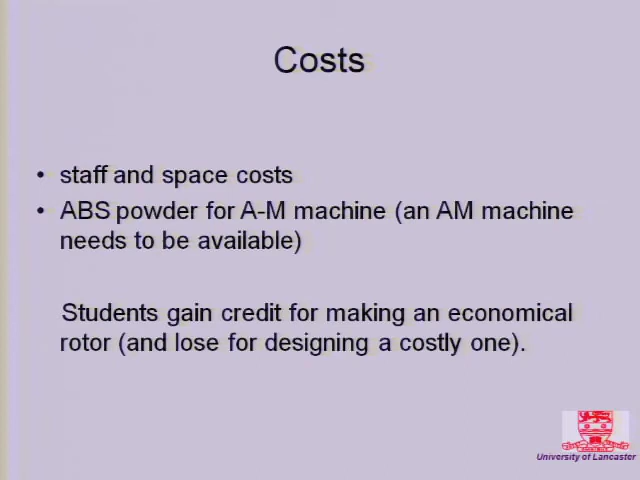 Costs
• staff and space costs
• ABS powder for A-M machine (an AM machine
needs to be available)
Students gain credit for making an economical
rotor (and lose for designing a costly one).
University of Lancaster